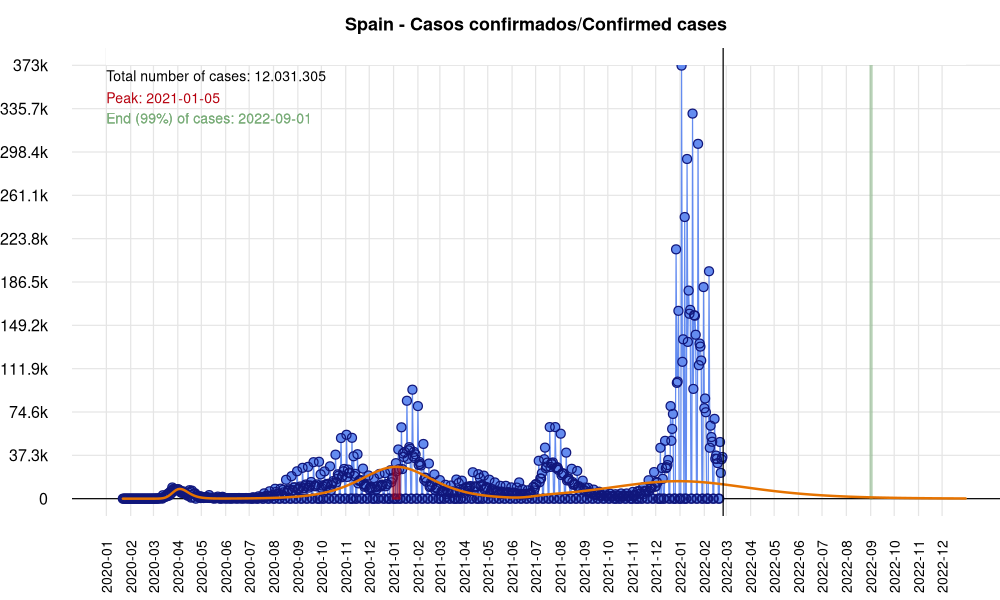 Spain - Casos confirmados/Confirmed cases
Total number of cases: 12.031.305
Peak: 2021-01-05
End (99%) of cases: 2022-09-01
373k
335.7k
298.4k
261.1k
223.8k
186.5k
149.2k
111.9k
74.6k
37.3k
0
2020-01
2020-02
2020-03
2020-04
2020-05
2020-06
2020-07
2020-08
2020-09
2020-10
2020-11
2020-12
2021-01
2021-02
2021-03
2021-04
2021-05
2021-06
2021-07
2021-08
2021-09
2021-10
2021-11
2021-12
2022-01
2022-02
2022-03
2022-04
2022-05
2022-06
2022-07
2022-08
2022-09
2022-10
2022-11
2022-12